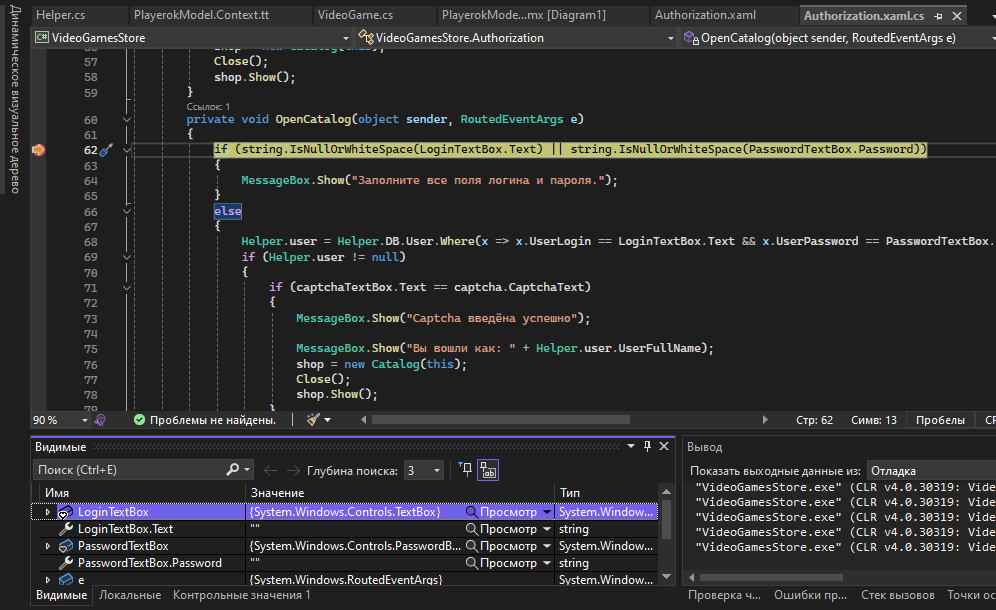 Динамическое визуальное дерево
Helper.cs PlayerokModel.Context.tt VideoGame.cs PlayerokMode...mx [Diagram1] Authorization.xaml Authorization.xaml.cs
VideoGamesStore VideoGamesStore.Authorization OpenCatalog(object sender, RoutedEventArgs e)
57 Close();
58 shop.Show();
59 }
Ссылок: 1
60 private void OpenCatalog(object sender, RoutedEventArgs e)
61 {
62 if (string.IsNullOrWhiteSpace(LoginTextBox.Text) || string.IsNullOrWhiteSpace(PasswordTextBox.Password))
63 {
64 MessageBox.Show("Заполните все поля логина и пароля.");
65 }
66 else
67 {
68 Helper.user = Helper.DB.User.Where(x => x.UserLogin == LoginTextBox.Text && x.UserPassword == PasswordTextBox.
69 if (Helper.user != null)
70 {
71 if (captchaTextBox.Text == captcha.CaptchaText)
72 {
73 MessageBox.Show("Captcha введёна успешно");
74
75 MessageBox.Show("Вы вошли как: " + Helper.user.UserFullName);
76 shop = new Catalog(this);
77 Close();
78 shop.Show();
79 }
90 % Проблемы не найдены. Стр: 62 Симв: 13 Пробелы CF
Видимые
Поиск (Ctrl+E) Глубина поиска: 3
Имя Значение Тип
LoginTextBox {System.Windows.Controls.TextBox} Просмотр System.Window...
LoginTextBox.Text "" Просмотр string
PasswordTextBox {System.Windows.Controls.PasswordB... Просмотр System.Window...
PasswordTextBox.Password "" Просмотр string
e {System.Windows.RoutedEventArgs} System.Window...
Видимые Локальные Контрольные значения 1
Вывод
Показать выходные данные из: Отладка
"VideoGamesStore.exe" (CLR v4.0.30319: Vide
"VideoGamesStore.exe" (CLR v4.0.30319: Vide
"VideoGamesStore.exe" (CLR v4.0.30319: Vide
"VideoGamesStore.exe" (CLR v4.0.30319: Vide
"VideoGamesStore.exe" (CLR v4.0.30319: Vide
Проверка ч... Ошибки пр... Стек вызовов Точки ос